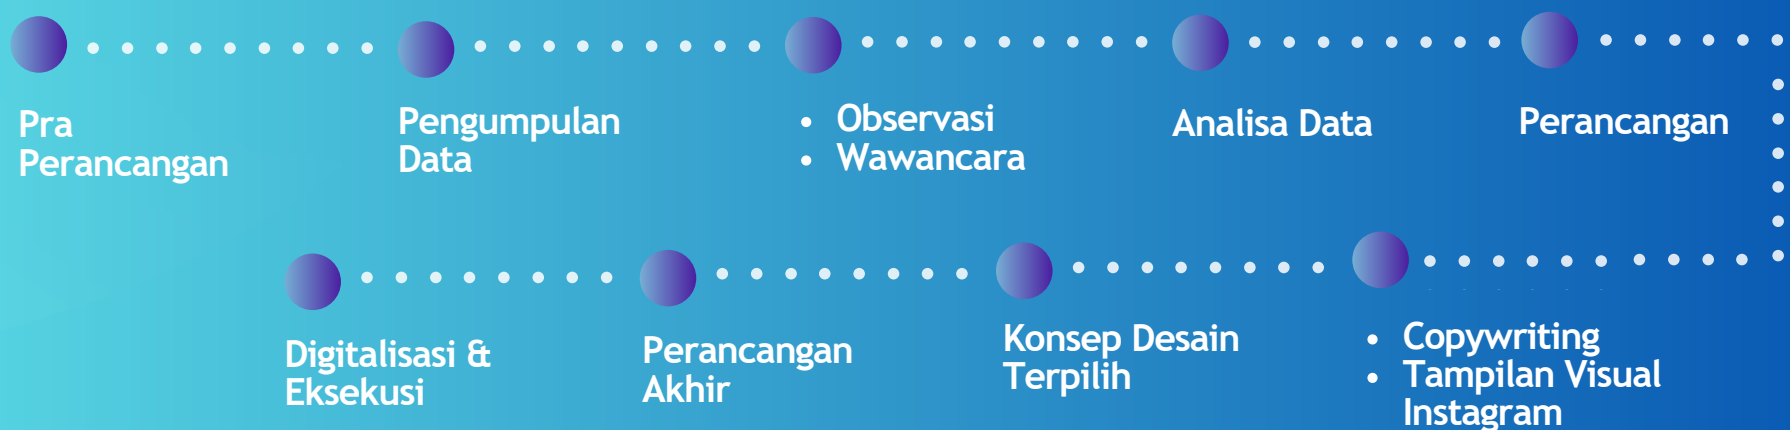 Pra
Perancangan
Pengumpulan
Data
• Observasi
• Wawancara
Analisa Data
Perancangan
• Copywriting
• Tampilan Visual
Instagram
Konsep Desain
Terpilih
Perancangan
Akhir
Digitalisasi &
Eksekusi